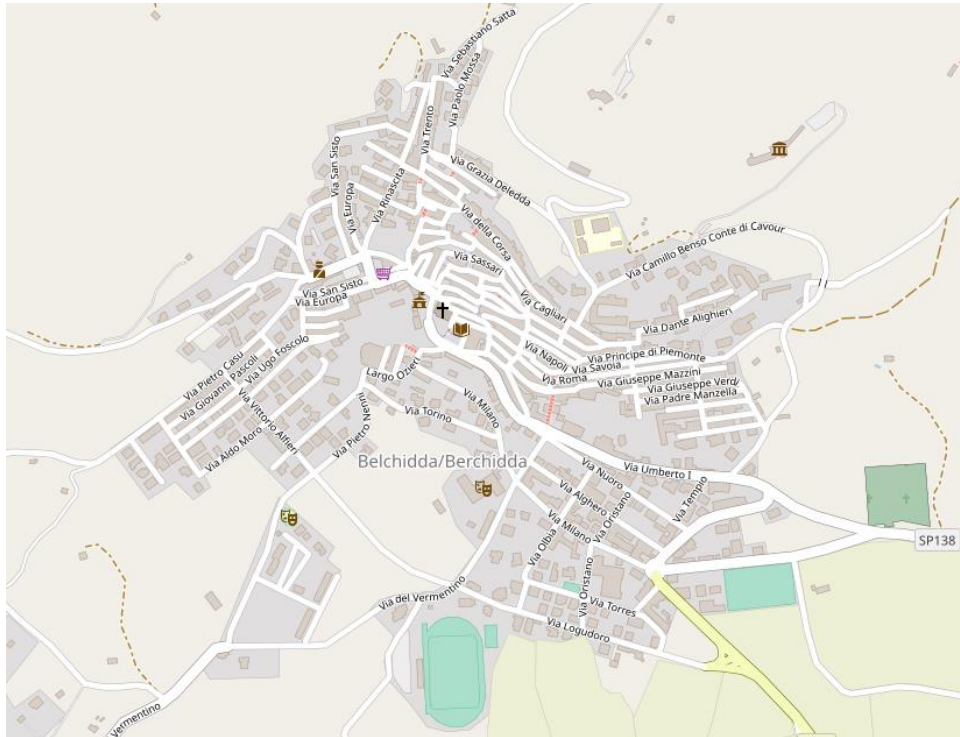 Via Sebastiano Satta
Via Paolo Mossa
Via Trento
Via San Sisto
Via Grazia Deledda
Via Rinascita
Via Europa
Via della Corsa
Via Camillo Benso Conte di Cavour
Via Sassari
Via San Sisto
Via Europa
Via Cagliari
Via Dante Alighieri
Via Ugo Foscolo
Via Napoli
Via Principe di Piemonte
Via Savoia
Via Pietro Casu
Via Giovanni Pascoli
Largo Ozieri
Via Roma
Via Giuseppe Mazzini
Via Giuseppe Verdi
Via Padre Manzella
Via Milano
Via Torino
Via Vittorio Alfieri
Via Pietro Nenni
Via Aldo Moro
Belchidda/Berchidda
Via Umberto I
Via Nuoro
Via Alghero
Via Tempio
Via Oristano
Via Milano
Via Olbia
SP138
Via Oristano
Via del Vermentino
Via Torres
Via Logudoro
Vermentino